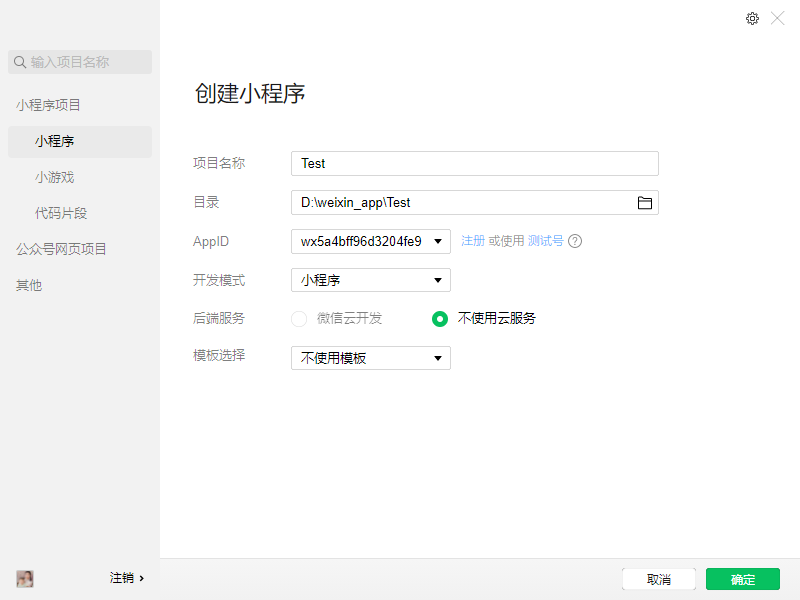 输入项目名称
小程序项目
小程序
小游戏
代码片段
公众号网页项目
其他
注销
创建小程序
项目名称 Test
目录 D:\weixin_app\Test
AppID wx5a4bff96d3204fe9 注册 或使用 测试号 ?
开发模式 小程序
后端服务 微信云开发 不使用云服务
模板选择 不使用模板
取消 确定